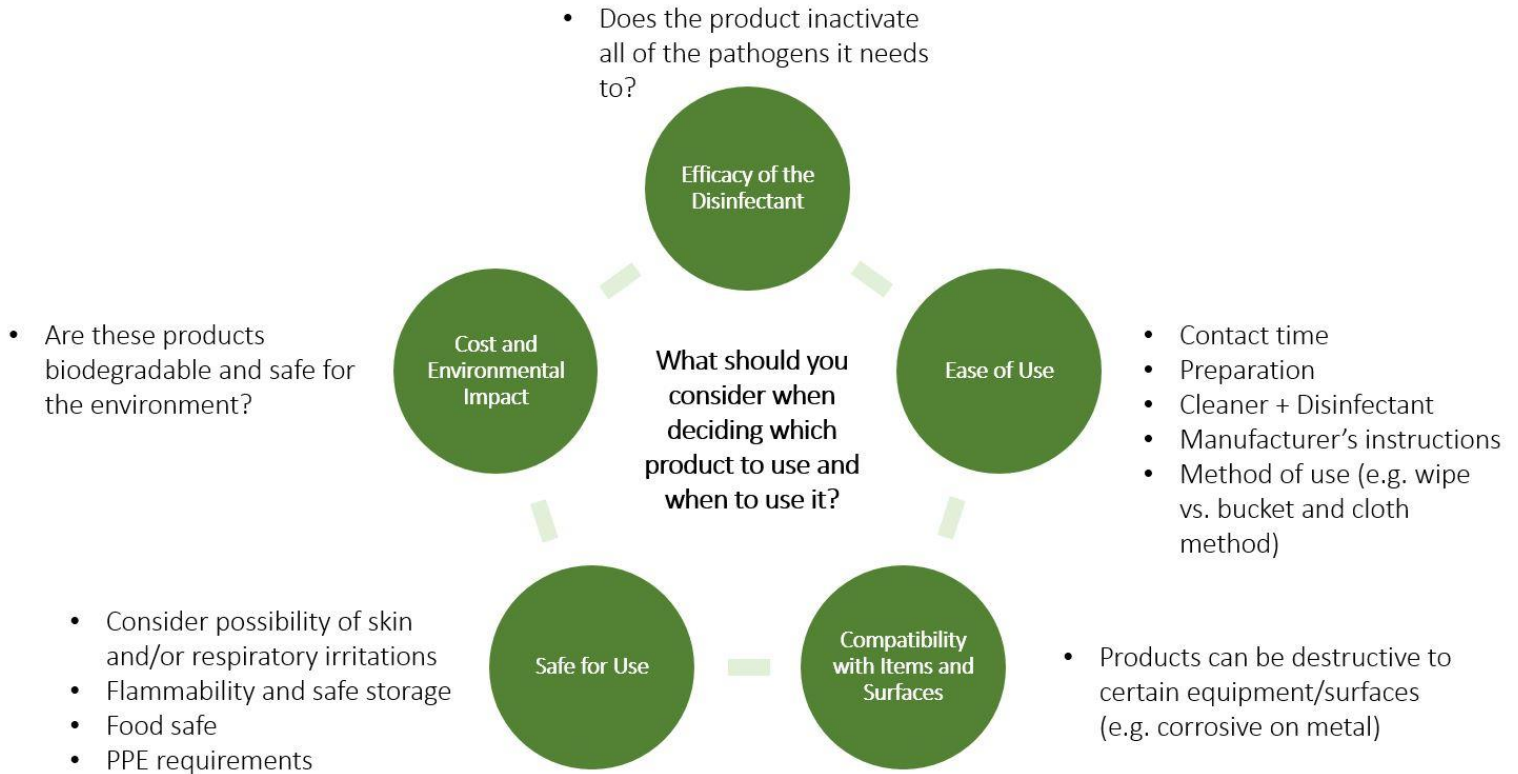 • Does the product inactivate
all of the pathogens it needs
to?
Efficacy of the
Disinfectant
Cost and
Environmental
Impact
• Are these products
biodegradable and safe for
the environment?
What should you
consider when
deciding which
product to use and
when to use it?
Ease of Use
• Contact time
• Preparation
• Cleaner + Disinfectant
• Manufacturer’s instructions
• Method of use (e.g. wipe
vs. bucket and cloth
method)
• Consider possibility of skin
and/or respiratory irritations
• Flammability and safe storage
• Food safe
• PPE requirements
Safe for Use
Compatibility
with Items and
Surfaces
• Products can be destructive to
certain equipment/surfaces
(e.g. corrosive on metal)